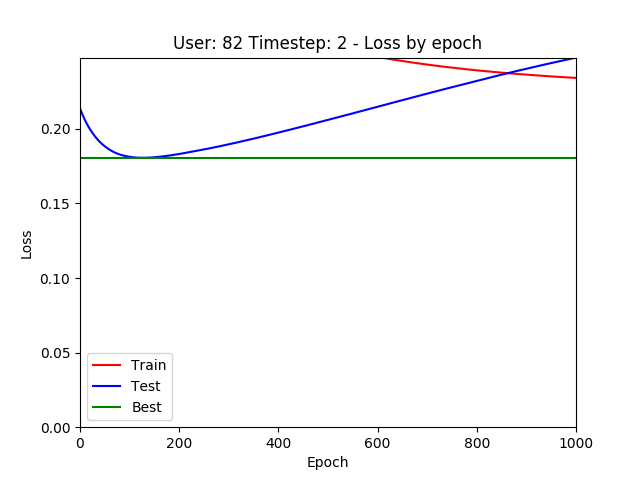 User: 82 Timestep: 2 - Loss by epoch
Loss
0.20
0.15
0.10
0.05
0.00
Train
Test
Best
0 200 400 600 800 1000
Epoch